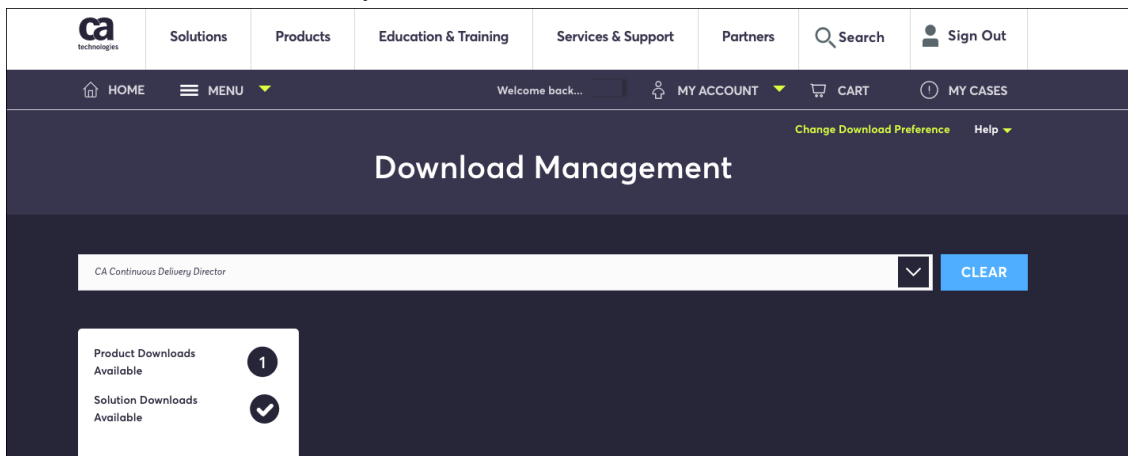 ca
technologies
Solutions
Products
Education & Training
Services & Support
Partners
Search
Sign Out
HOME
MENU
Welcome back...
MY ACCOUNT
CART
MY CASES
Change Download Preference
Help
Download Management
CA Continuous Delivery Director
CLEAR
Product Downloads
Available
1
Solution Downloads
Available